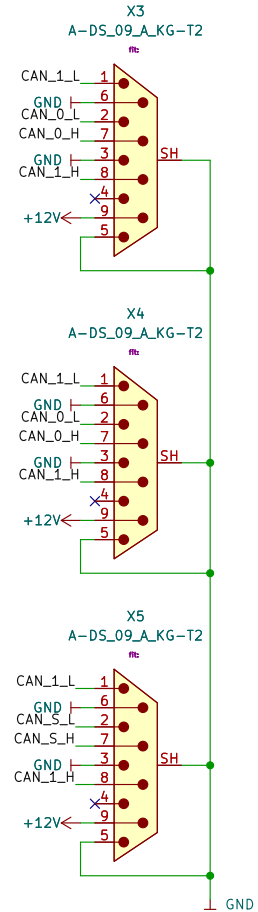 X3
A-DS_09_A_KG-T2
fit:
CAN_1_L 1
GND 6
CAN_0_L 2
CAN_0_H 7
GND 3 SH
CAN_1_H 8
4
+12V 9
5
X4
A-DS_09_A_KG-T2
fit:
CAN_1_L 1
GND 6
CAN_0_L 2
CAN_0_H 7
GND 3 SH
CAN_1_H 8
4
+12V 9
5
X5
A-DS_09_A_KG-T2
fit:
CAN_1_L 1
GND 6
CAN_S_L 2
CAN_S_H 7
GND 3 SH
CAN_1_H 8
4
+12V 9
5
GND